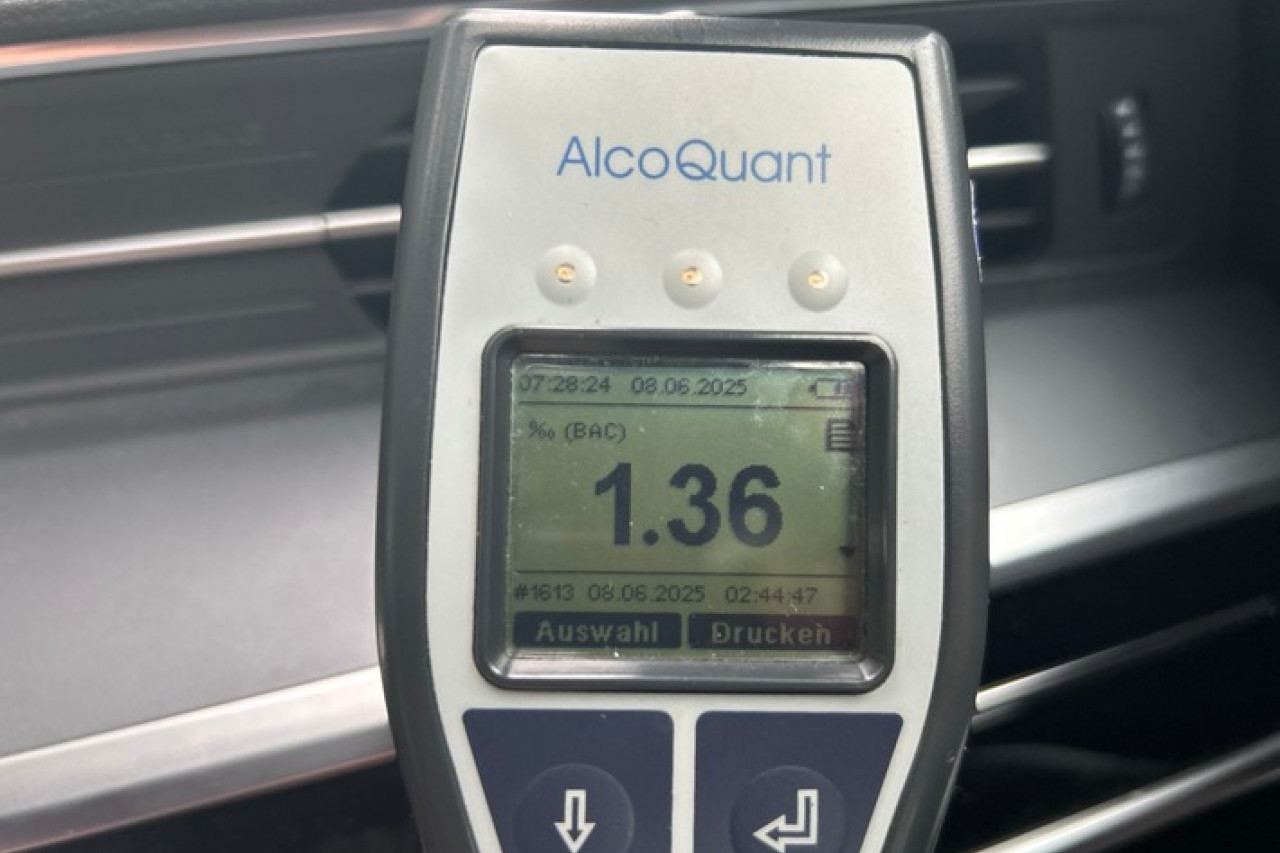 AlcoQuant
07:28:24 08.06.2025
‰ (BAC)
1.36
#1613 08.06.2025 02:44:47
Auswahl Drucken